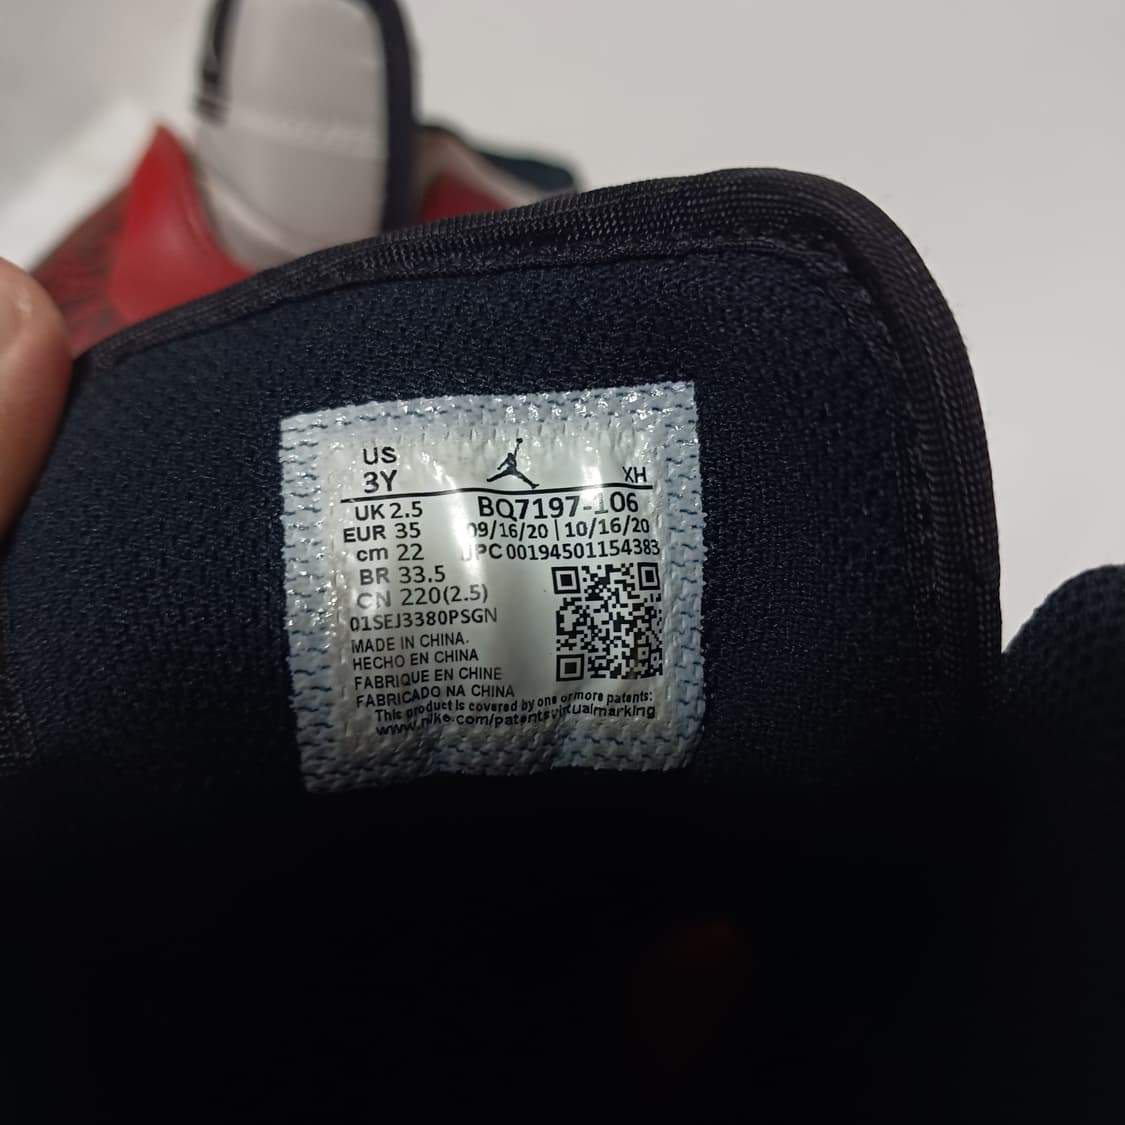 US
3Y XH
UK 2.5 BQ7197-106
EUR 35 09/16/20 | 10/16/20
cm 22 UPC 00194501154383
BR 33.5
CN 220(2.5)
01SEJ3380PSGN
MADE IN CHINA.
HECHO EN CHINA
FABRIQUE EN CHINE
FABRICADO NA CHINA
This product is covered by one or more patents:
www.nike.com/patentsvirtualmarking